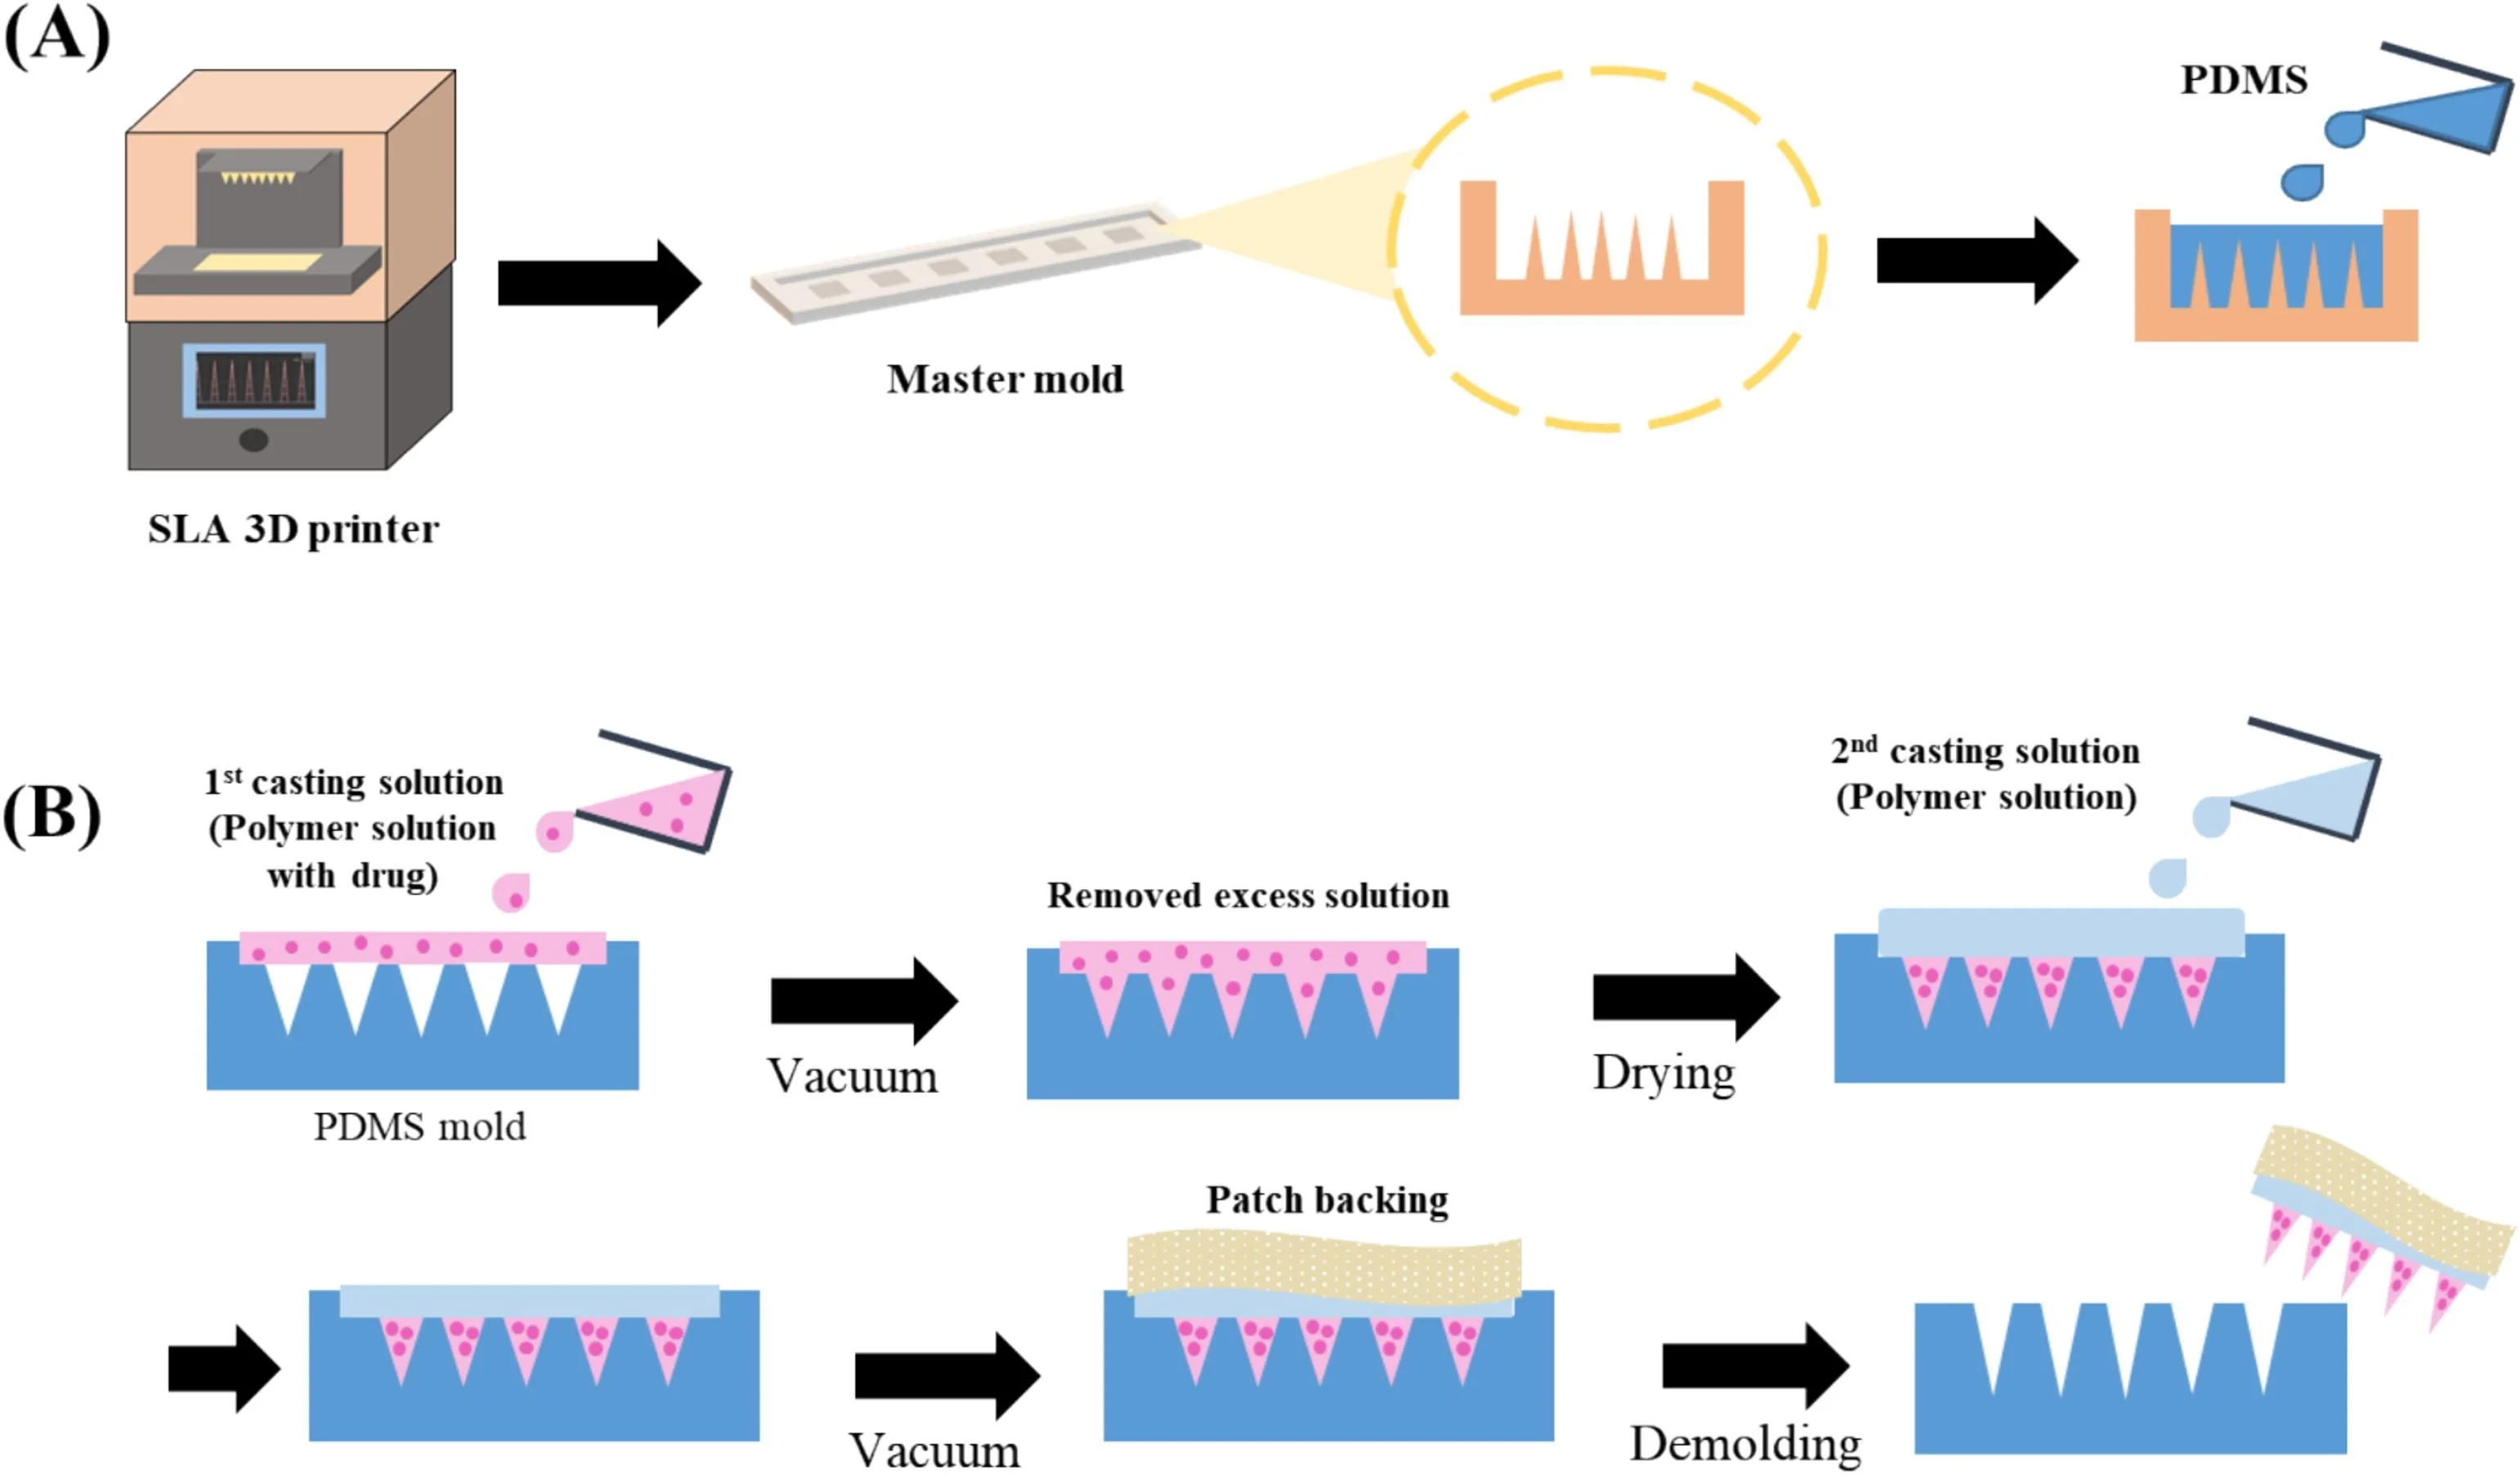 (A)
PDMS
Master mold
SLA 3D printer
(B)
1st casting solution
(Polymer solution
with drug)
2nd casting solution
(Polymer solution)
Removed excess solution
Vacuum
Drying
PDMS mold
Patch backing
Vacuum
Demolding